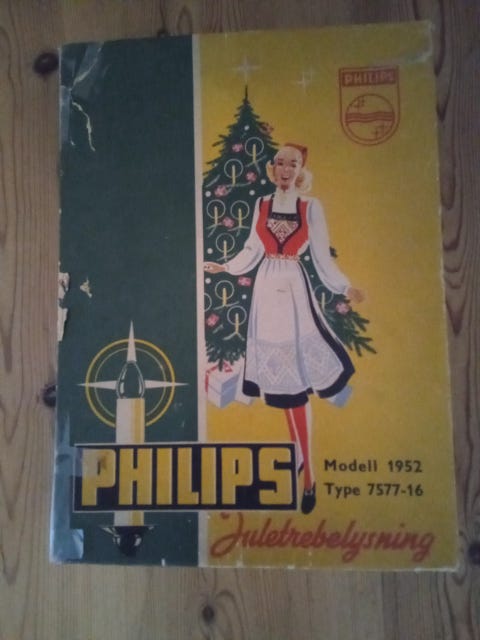 PHILIPS
PHILIPS
Modell 1952
Type 7577-16
Juletrebelysning